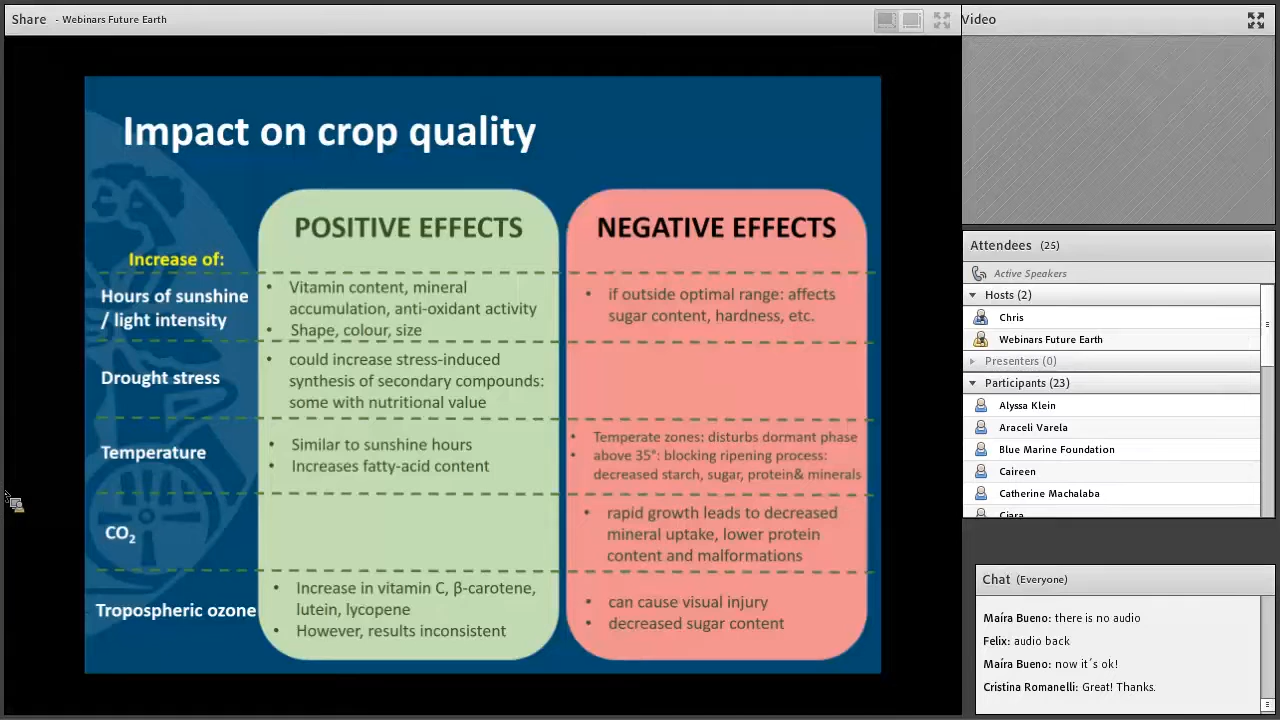 Share - Webinars Future Earth
Video
Impact on crop quality
POSITIVE EFFECTS
NEGATIVE EFFECTS
Increase of:
Hours of sunshine
/ light intensity
• Vitamin content, mineral
accumulation, anti-oxidant activity
• Shape, colour, size
• if outside optimal range: affects
sugar content, hardness, etc.
Drought stress
• could increase stress-induced
synthesis of secondary compounds:
some with nutritional value
Temperature
• Similar to sunshine hours
• Increases fatty-acid content
• Temperate zones: disturbs dormant phase
• above 35°: blocking ripening process:
decreased starch, sugar, protein& minerals
CO₂
• rapid growth leads to decreased
mineral uptake, lower protein
content and malformations
Tropospheric ozone
• Increase in vitamin C, β-carotene,
lutein, lycopene
• However, results inconsistent
• can cause visual injury
• decreased sugar content
Attendees (25)
Active Speakers
Hosts (2)
Chris
Webinars Future Earth
Presenters (0)
Participants (23)
Alyssa Klein
Araceli Varela
Blue Marine Foundation
Caireen
Catherine Machalaba
Ciara
Chat (Everyone)
Maíra Bueno: there is no audio
Felix: audio back
Maíra Bueno: now it´s ok!
Cristina Romanelli: Great! Thanks.